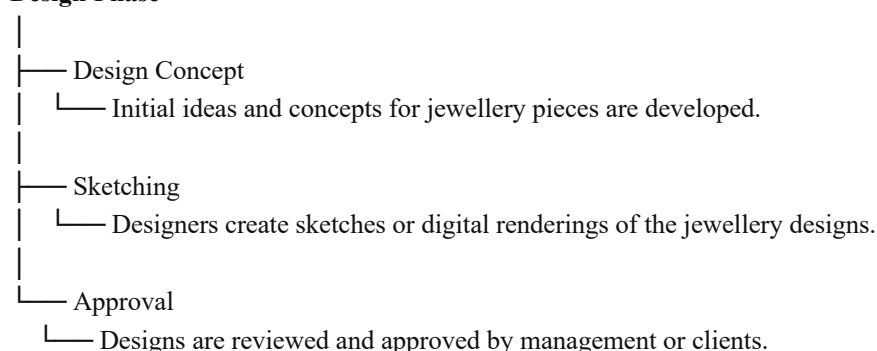 Design Phase
Design Concept
Initial ideas and concepts for jewellery pieces are developed.
Sketching
Designers create sketches or digital renderings of the jewellery designs.
Approval
Designs are reviewed and approved by management or clients.